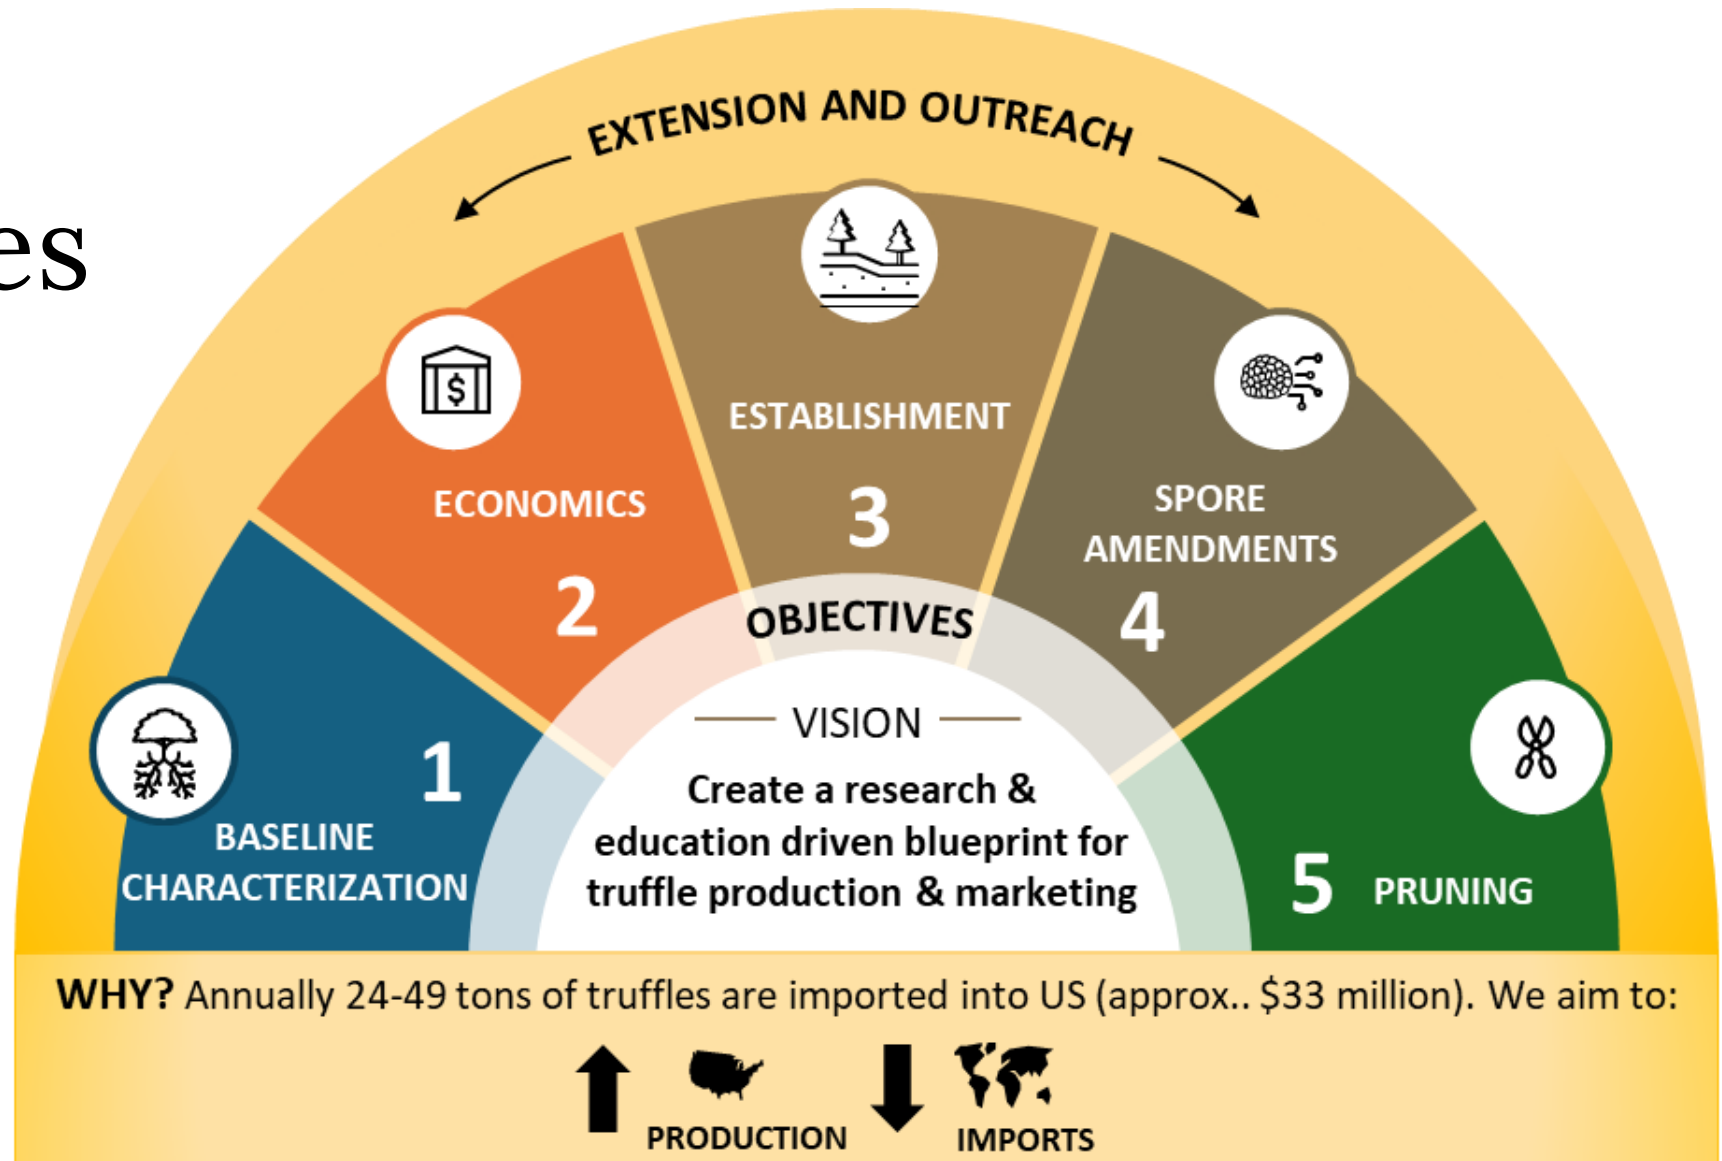 es
EXTENSION AND OUTREACH
ESTABLISHMENT
3
ECONOMICS
2
SPORE
AMENDMENTS
4
OBJECTIVES
1
BASELINE
CHARACTERIZATION
VISION
Create a research &
education driven blueprint for
truffle production & marketing
5 PRUNING
WHY? Annually 24-49 tons of truffles are imported into US (approx.. $33 million). We aim to:
$
PRODUCTION
IMPORTS